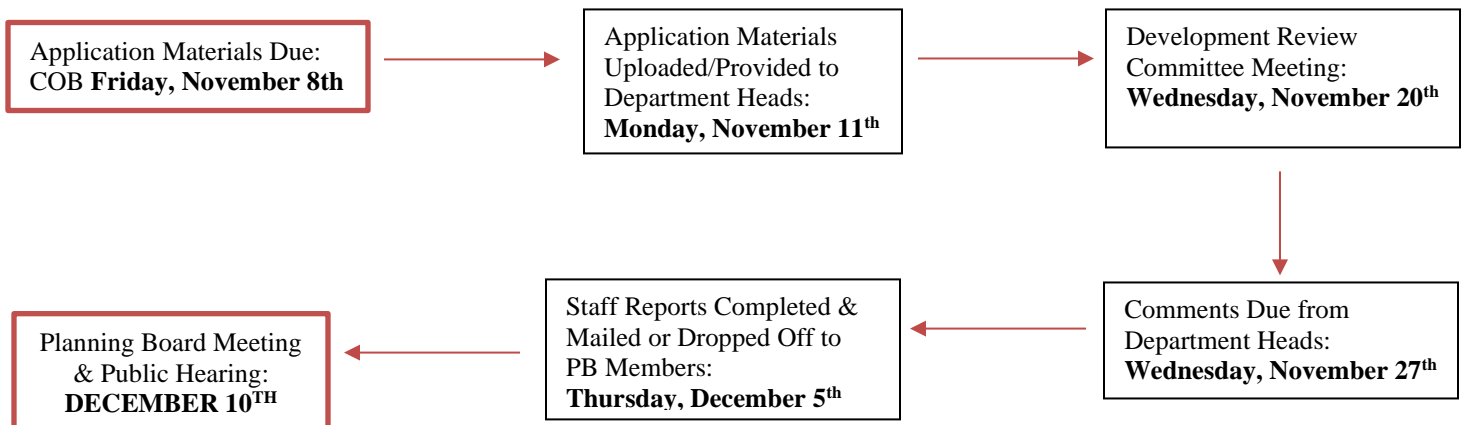 Application Materials Due:
COB Friday, November 8th
Application Materials
Uploaded/Provided to
Department Heads:
Monday, November 11th
Development Review
Committee Meeting:
Wednesday, November 20th
Comments Due from
Department Heads:
Wednesday, November 27th
Staff Reports Completed &
Mailed or Dropped Off to
PB Members:
Thursday, December 5th
Planning Board Meeting
& Public Hearing:
DECEMBER 10TH